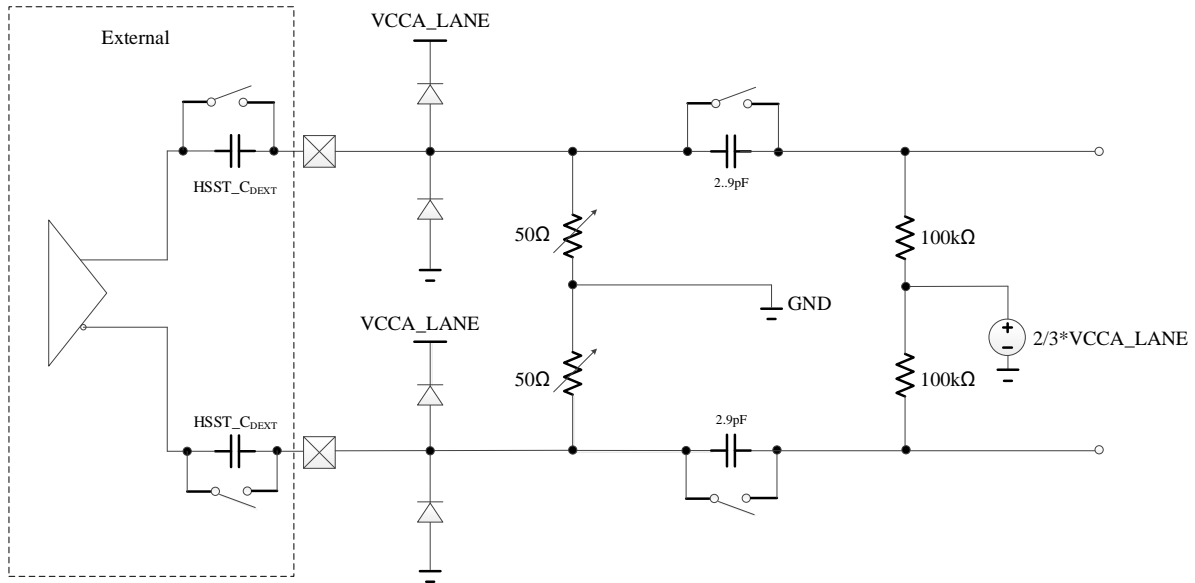 External
VCCA_LANE
HSST_CDEXT
2..9pF
50Ω
100kΩ
GND
VCCA_LANE
+
−
2/3*VCCA_LANE
50Ω
100kΩ
HSST_CDEXT
2.9pF